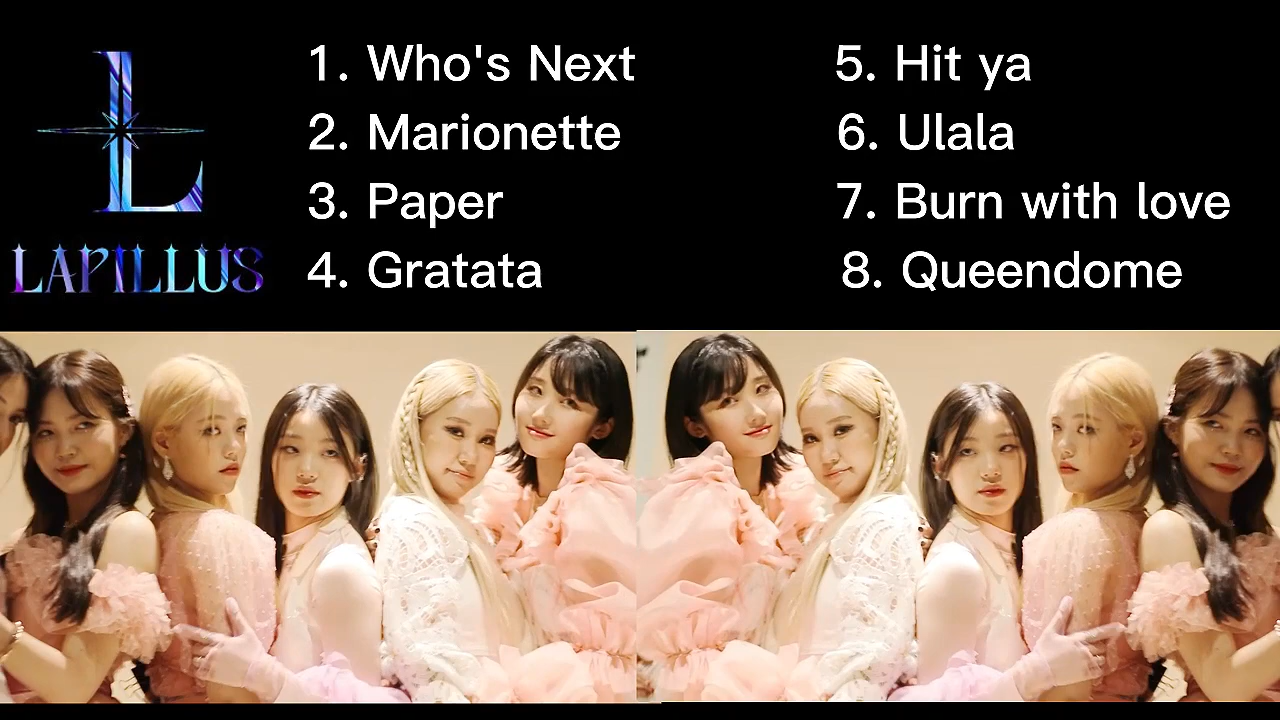 L
LAPILLUS
1. Who's Next
2. Marionette
3. Paper
4. Gratata
5. Hit ya
6. Ulala
7. Burn with love
8. Queendome